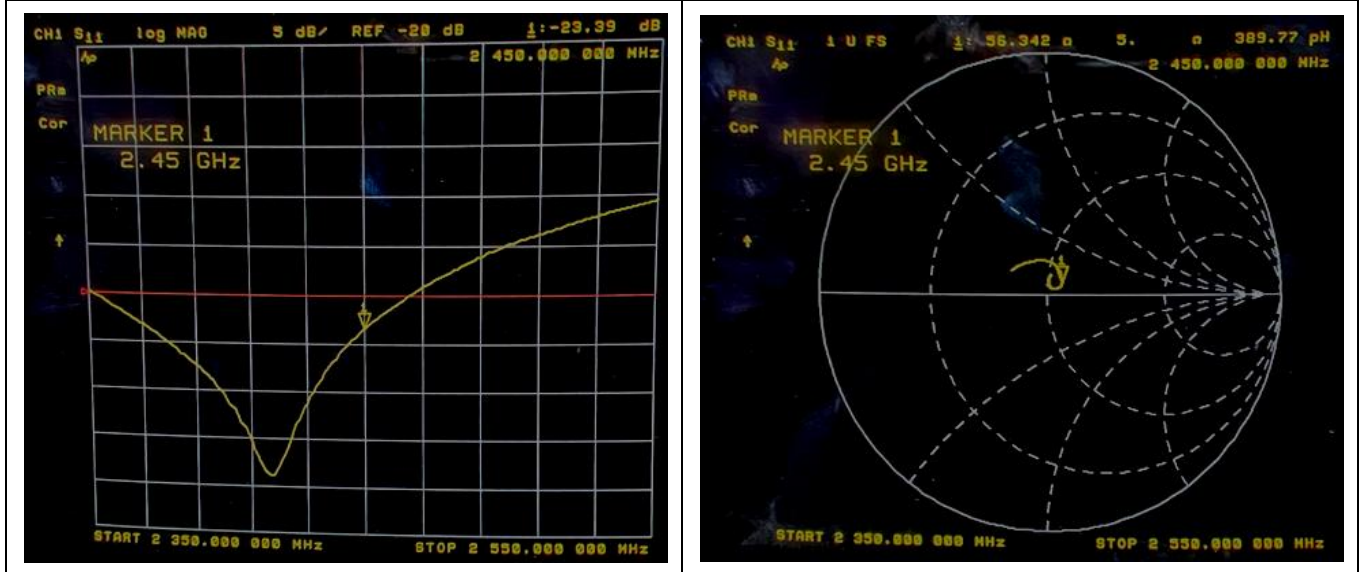 CH1 S11 log MAG 5 dB/ REF -20 dB 1:-23.39 dB
2 450.000 000 MHz
PRm
Cor
MARKER 1
2.45 GHz
1
START 2 350.000 000 MHz STOP 2 550.000 000 MHz
CH1 S11 1 U FS 1: 56.342 Ω 5. Ω 389.77 pH
2 450.000 000 MHz
PRm
Cor
MARKER 1
2.45 GHz
1
START 2 350.000 000 MHz STOP 2 550.000 000 MHz